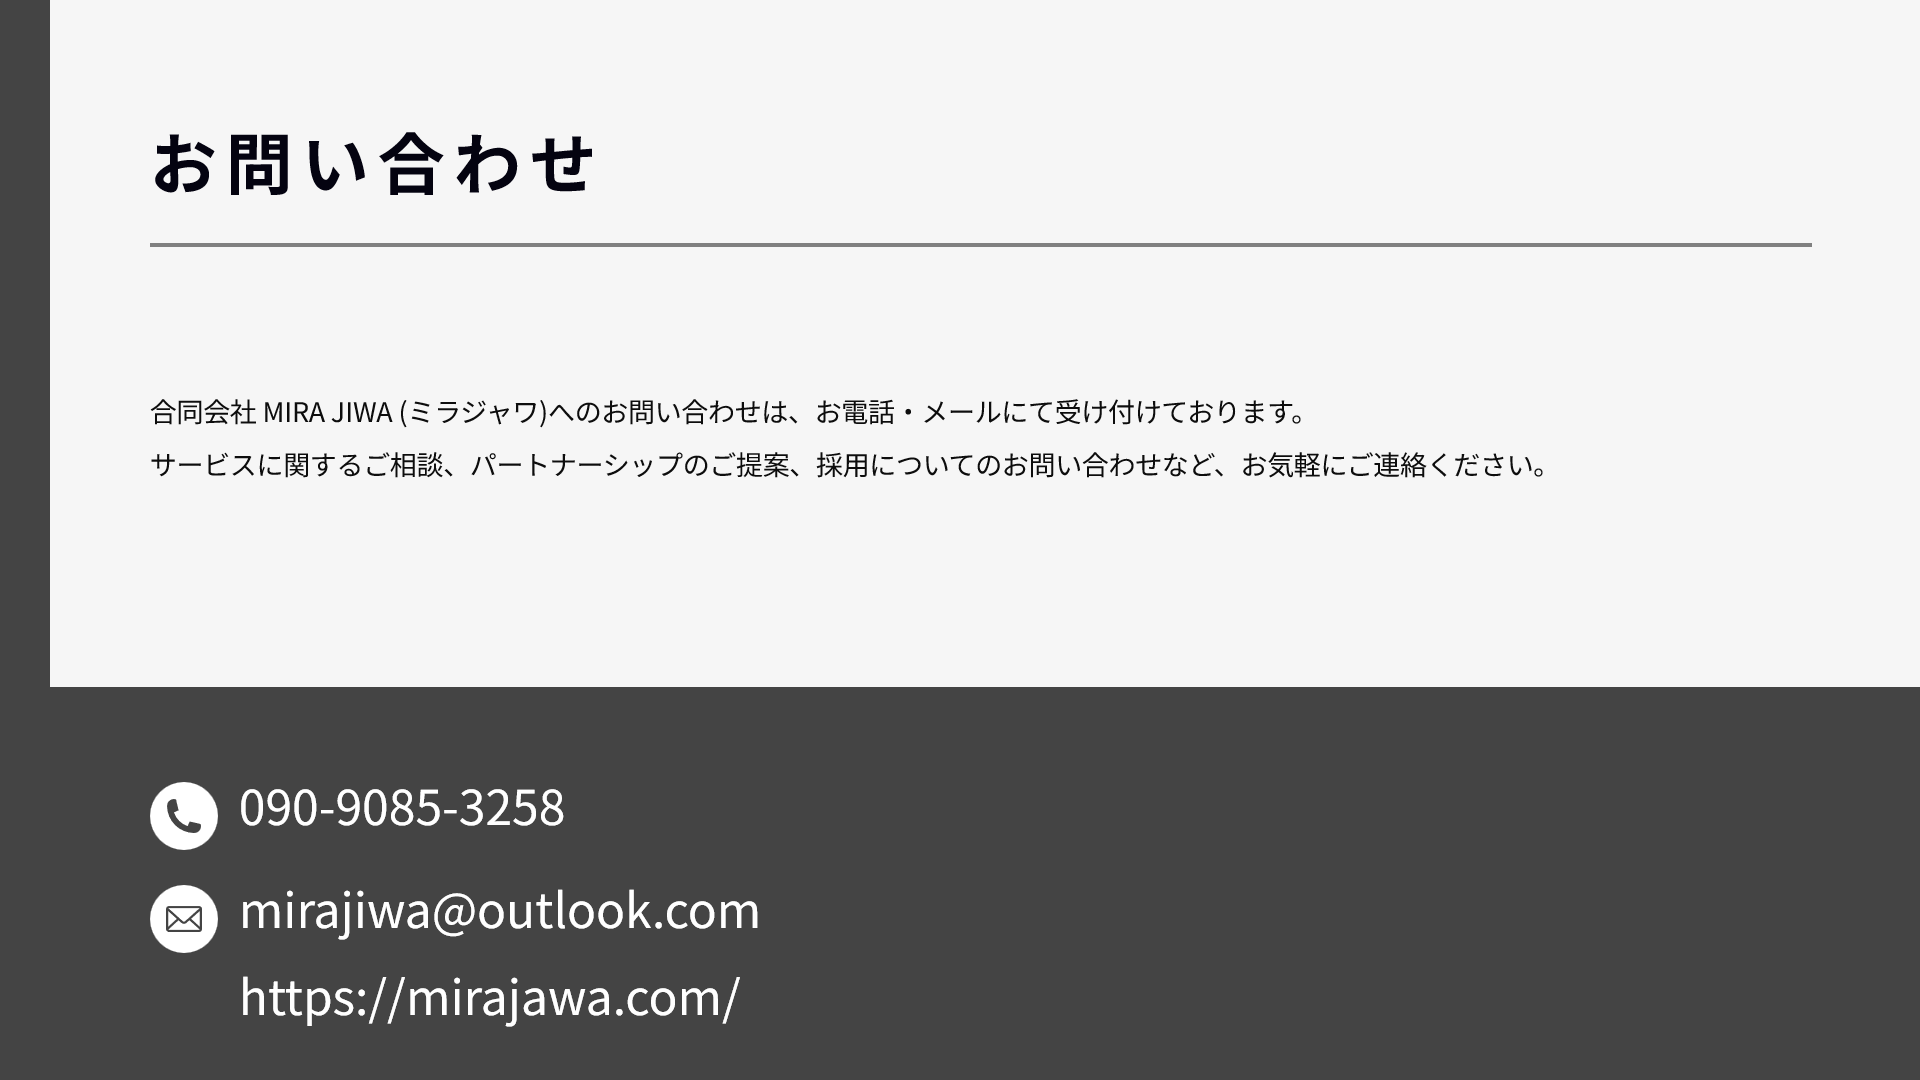 お問い合わせ
合同会社 MIRA JIWA (ミラジャワ)へのお問い合わせは、お電話・メールにて受け付けております。
サービスに関するご相談、パートナーシップのご提案、採用についてのお問い合わせなど、お気軽にご連絡ください。
090-9085-3258
mirajiwa@outlook.com
https://mirajawa.com/